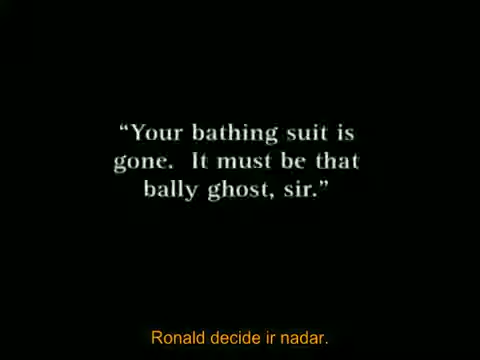 “Your bathing suit is
gone.  It must be that
bally ghost, sir.”
Ronald decide ir nadar.